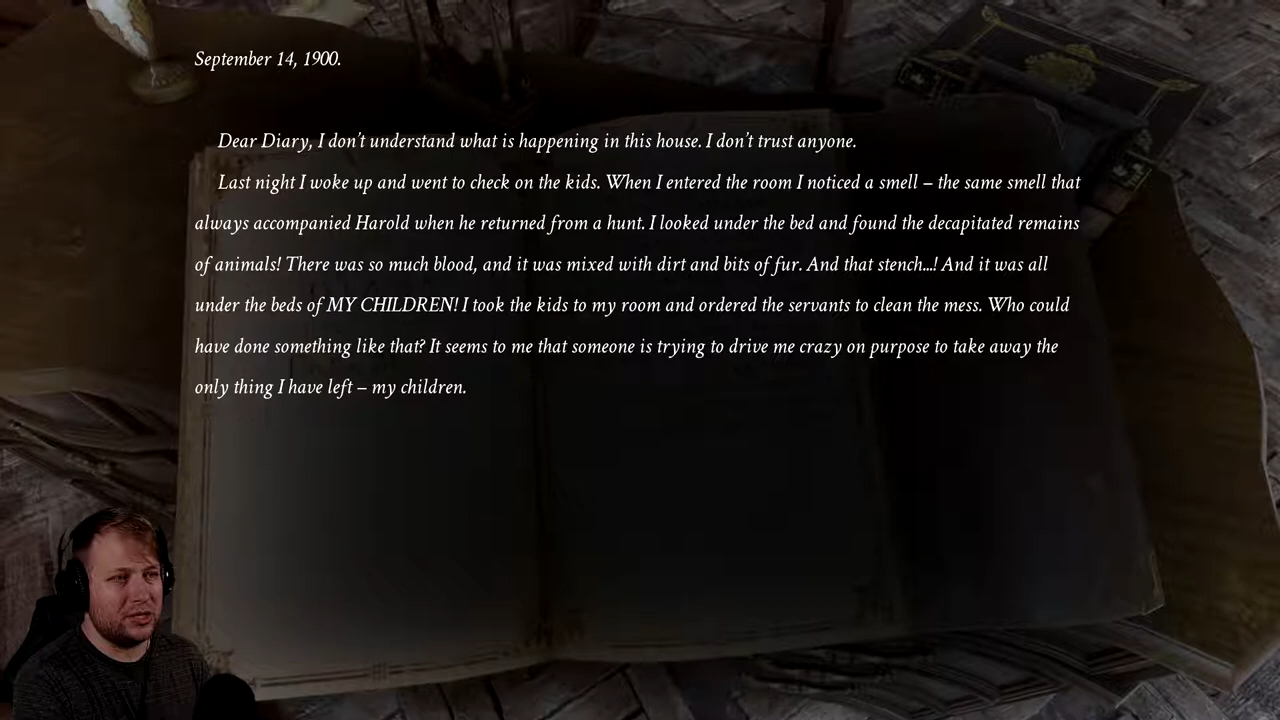 September 14, 1900.
Dear Diary, I don't understand what is happening in this house. I don't trust anyone.
Last night I woke up and went to check on the kids. When I entered the room I noticed a smell – the same smell that
always accompanied Harold when he returned from a hunt. I looked under the bed and found the decapitated remains
of animals! There was so much blood, and it was mixed with dirt and bits of fur. And that stench...! And it was all
under the beds of MY CHILDREN! I took the kids to my room and ordered the servants to clean the mess. Who could
have done something like that? It seems to me that someone is trying to drive me crazy on purpose to take away the
only thing I have left – my children.